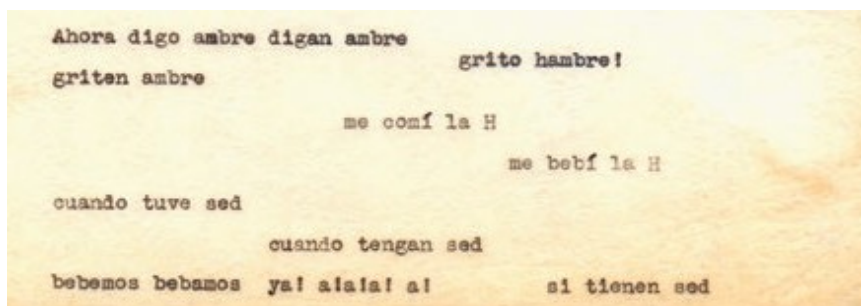 Ahora digo ambre digan ambre
grito hambre!
griten ambre
me comí la H
me bebí la H
cuando tuve sed
cuando tengan sed
bebemos bebamos ya! a!a!a! a! si tienen sed